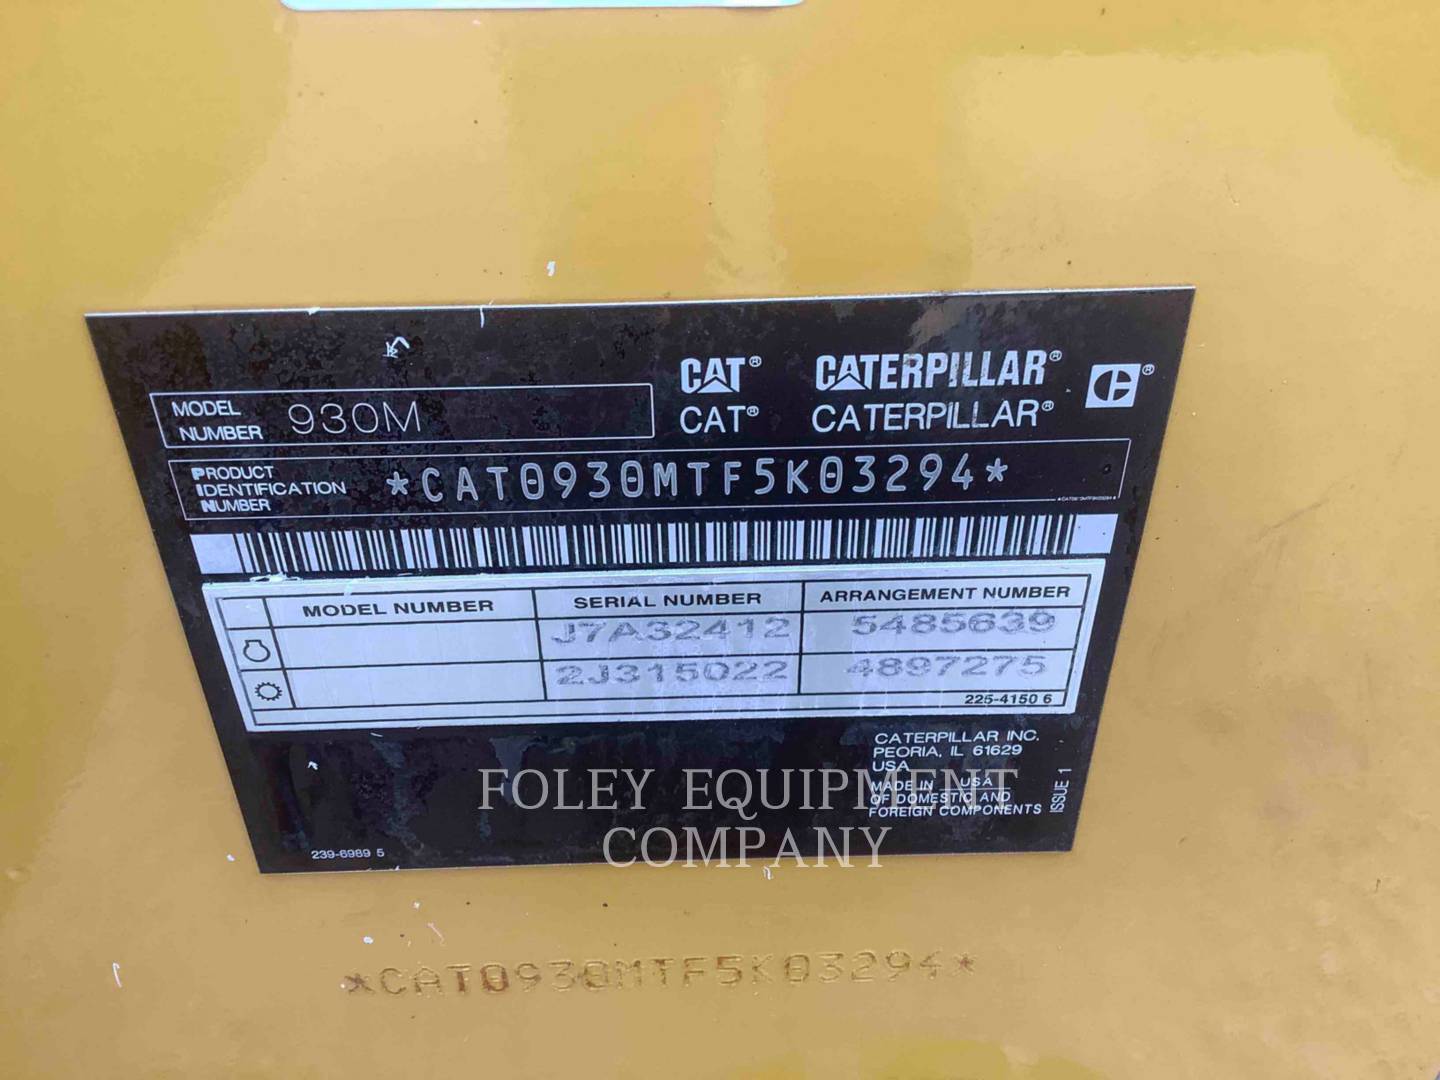 CAT® CATERPILLAR®
MODEL NUMBER 930M
CAT® CATERPILLAR®
PRODUCT IDENTIFICATION NUMBER *CAT0930MTF5K03294*
MODEL NUMBER SERIAL NUMBER ARRANGEMENT NUMBER
J7A32412 5485639
2J315022 4897275
225-4150 6
CATERPILLAR INC.
PEORIA, IL 61629
USA
MADE IN USA
OF DOMESTIC AND
FOREIGN COMPONENTS
ISSUE 1
FOLEY EQUIPMENT
COMPANY
239-6989 5
*CAT0930MTF5K03294*